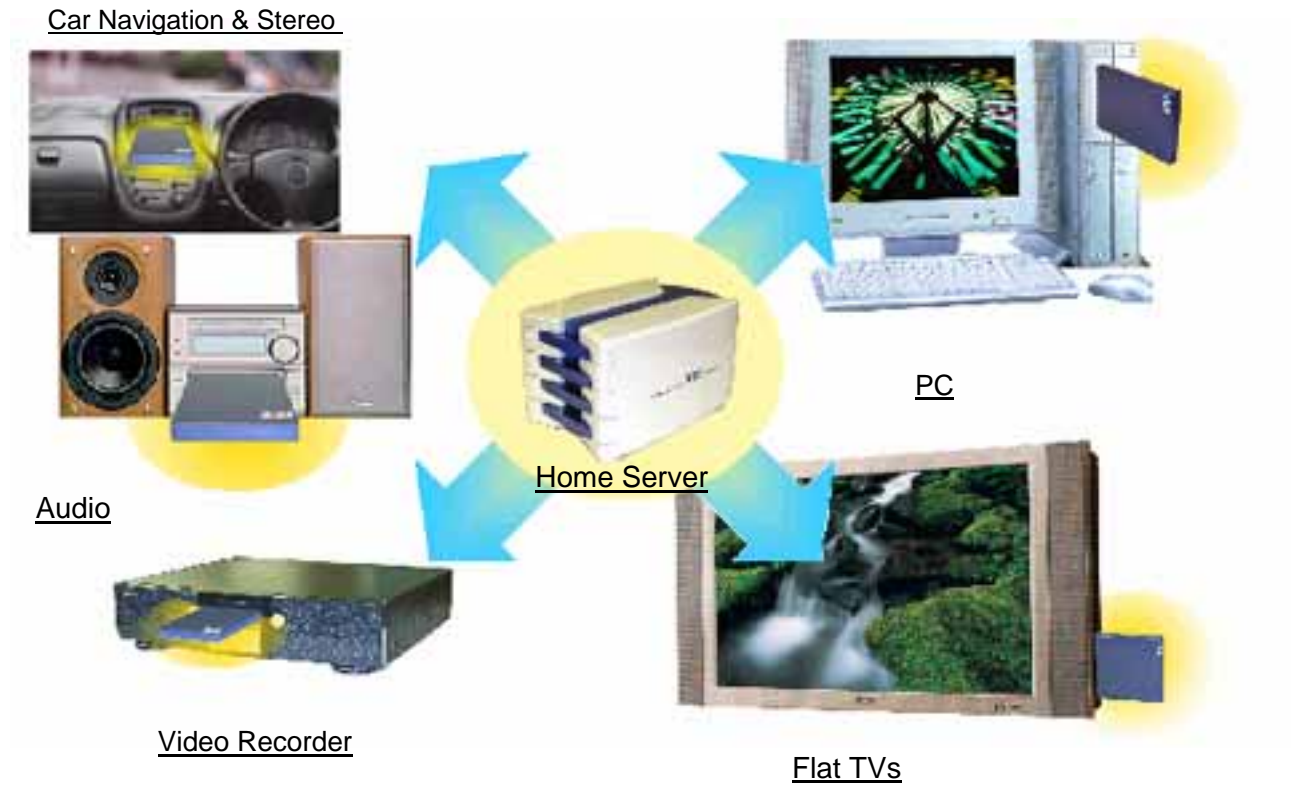 Car Navigation & Stereo
PC
Home Server
Audio
Video Recorder
Flat TVs